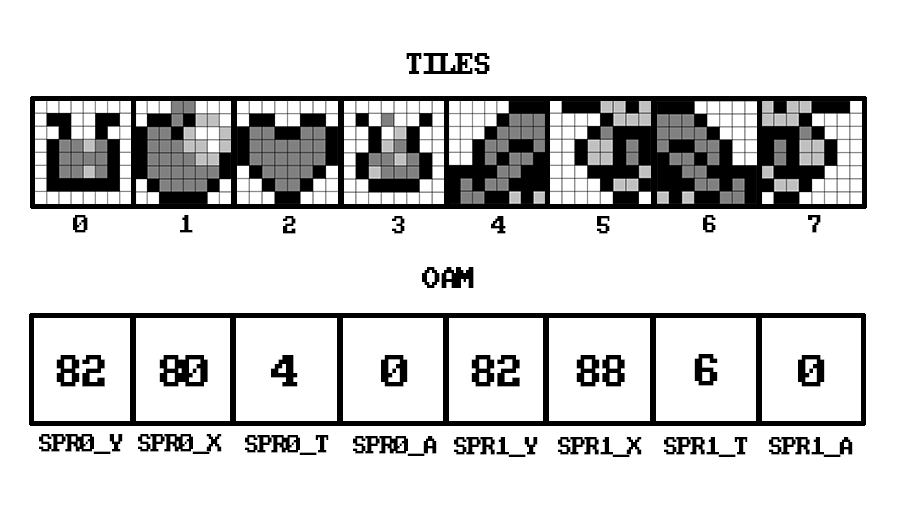 TILES
0 1 2 3 4 5 6 7
OAM
82 80 4 0 82 88 6 0
SPR0_Y SPR0_X SPR0_T SPR0_A SPR1_Y SPR1_X SPR1_T SPR1_A